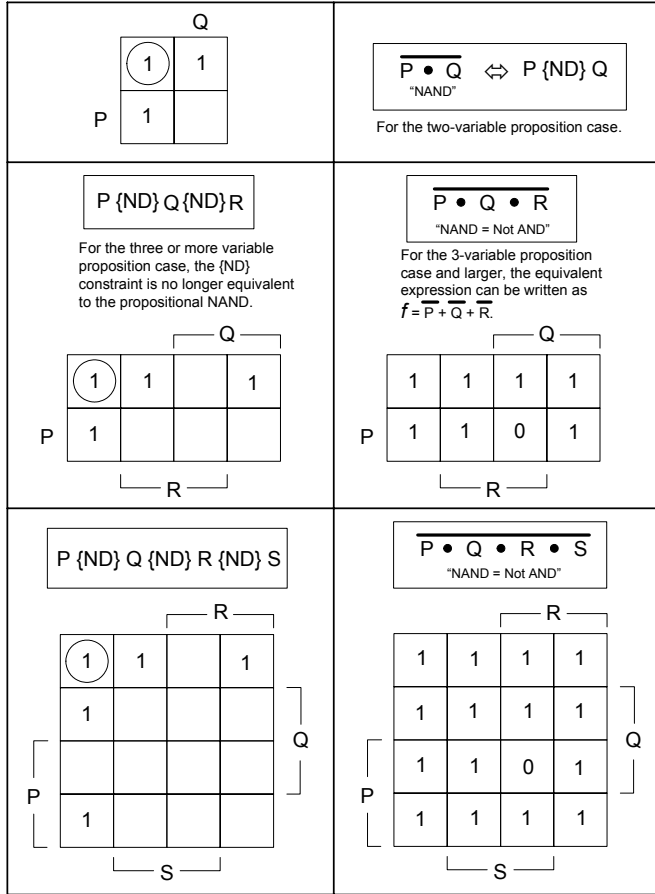 Q
1 1
P 1
P • Q ⇔ P {ND} Q
"NAND"
For the two-variable proposition case.
P {ND} Q {ND} R
For the three or more variable
proposition case, the {ND}
constraint is no longer equivalent
to the propositional NAND.
Q
1 1 1
P 1
R
P • Q • R
"NAND = Not AND"
For the 3-variable proposition
case and larger, the equivalent
expression can be written as
f = P̅ + Q̅ + R̅.
Q
1 1 1 1
P 1 1 0 1
R
P {ND} Q {ND} R {ND} S
R
1 1 1
1
Q
P
1
S
P • Q • R • S
"NAND = Not AND"
R
1 1 1 1
1 1 1 1
Q
1 1 0 1
P
1 1 1 1
S